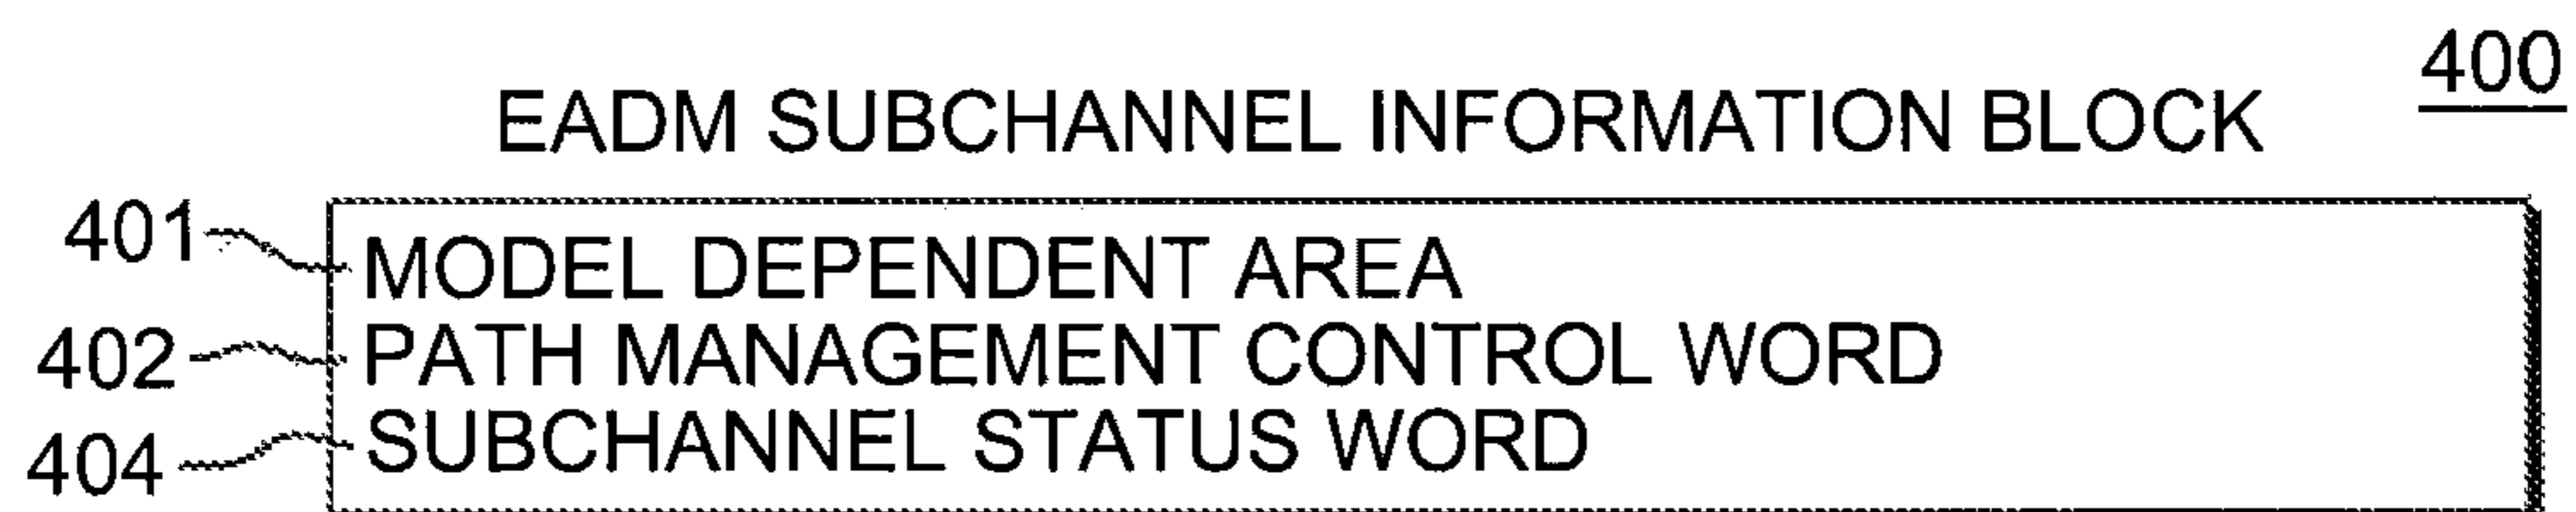 400
EADM SUBCHANNEL INFORMATION BLOCK
401 MODEL DEPENDENT AREA
402 PATH MANAGEMENT CONTROL WORD
404 SUBCHANNEL STATUS WORD